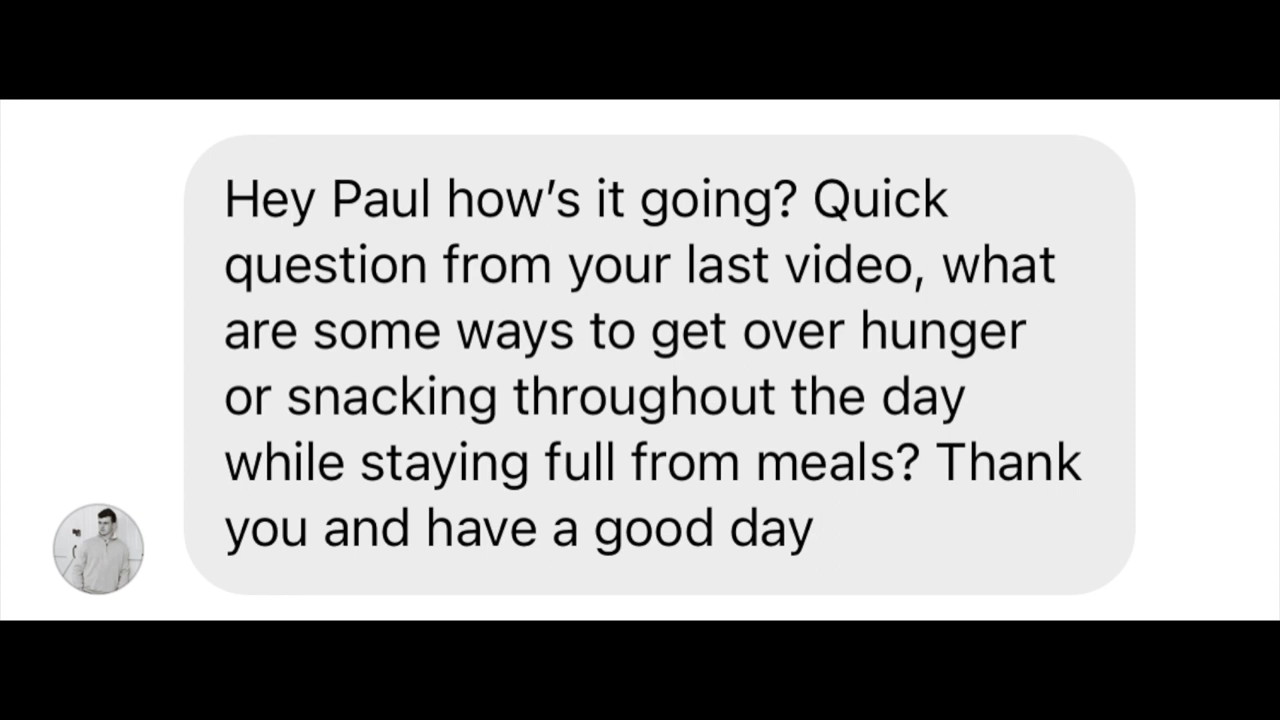 Hey Paul how’s it going? Quick
question from your last video, what
are some ways to get over hunger
or snacking throughout the day
while staying full from meals? Thank
you and have a good day